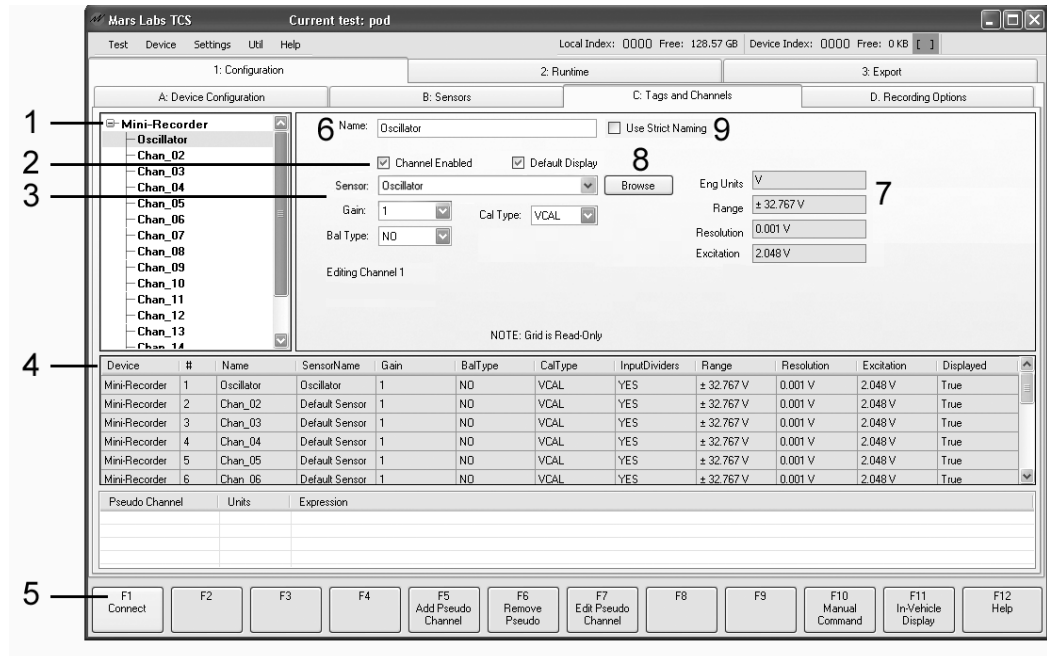 Mars Labs TCS Current test: pod
Test Device Settings Util Help Local Index: 0000 Free: 128.57 GB Device Index: 0000 Free: 0 KB [ ]
1: Configuration 2: Runtime 3: Export
A: Device Configuration B: Sensors C: Tags and Channels D. Recording Options
1 Mini-Recorder
Oscillator
Chan_02
Chan_03
Chan_04
Chan_05
Chan_06
Chan_07
Chan_08
Chan_09
Chan_10
Chan_11
Chan_12
Chan_13
Chan_14
6 Name: Oscillator Use Strict Naming 9
2 Channel Enabled Default Display 8
3 Sensor: Oscillator Browse
Gain: 1 Cal Type: VCAL
Bal Type: NO
Eng Units V 7
Range ± 32.767 V
Resolution 0.001 V
Excitation 2.048 V
Editing Channel 1
NOTE: Grid is Read-Only
4 Device # Name SensorName Gain BalType CalType InputDividers Range Resolution Excitation Displayed
Mini-Recorder 1 Oscillator Oscillator 1 NO VCAL YES ± 32.767 V 0.001 V 2.048 V True
Mini-Recorder 2 Chan_02 Default Sensor 1 NO VCAL YES ± 32.767 V 0.001 V 2.048 V True
Mini-Recorder 3 Chan_03 Default Sensor 1 NO VCAL YES ± 32.767 V 0.001 V 2.048 V True
Mini-Recorder 4 Chan_04 Default Sensor 1 NO VCAL YES ± 32.767 V 0.001 V 2.048 V True
Mini-Recorder 5 Chan_05 Default Sensor 1 NO VCAL YES ± 32.767 V 0.001 V 2.048 V True
Mini-Recorder 6 Chan_06 Default Sensor 1 NO VCAL YES ± 32.767 V 0.001 V 2.048 V True
Pseudo Channel Units Expression
5 F1 F2 F3 F4 F5 F6 F7 F8 F9 F10 F11 F12
Connect Add Pseudo Remove Edit Pseudo Manual In-Vehicle Help
Channel Pseudo Channel Command Display